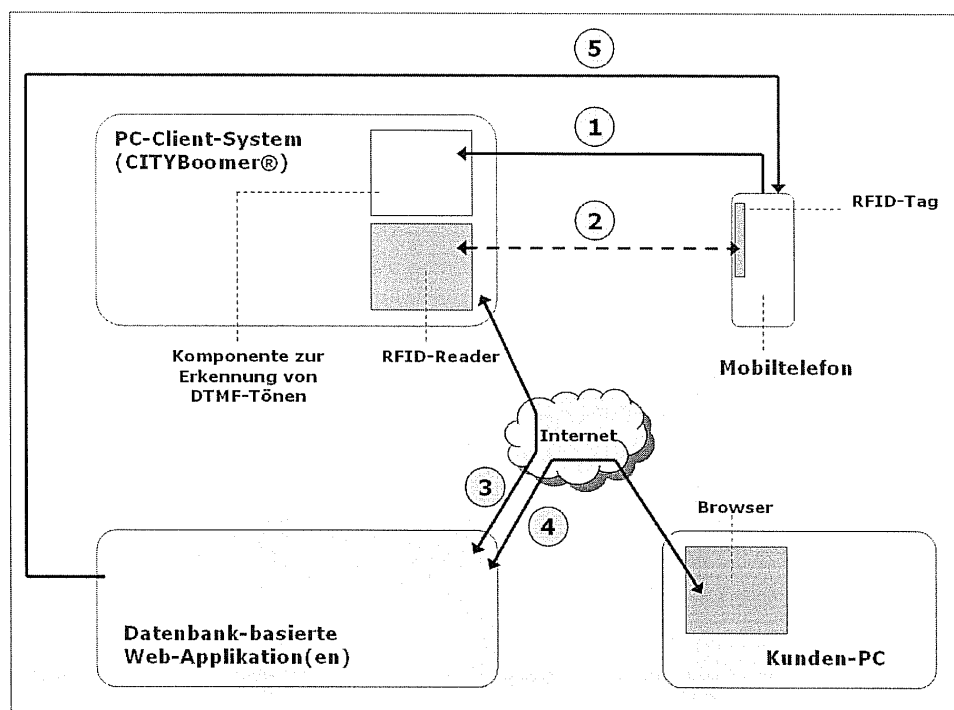 5
PC-Client-System
(CITYBoomer®)
1
RFID-Tag
2
Komponente zur
Erkennung von
DTMF-Tönen
RFID-Reader
Mobiltelefon
Internet
3
4
Browser
Datenbank-basierte
Web-Applikation(en)
Kunden-PC